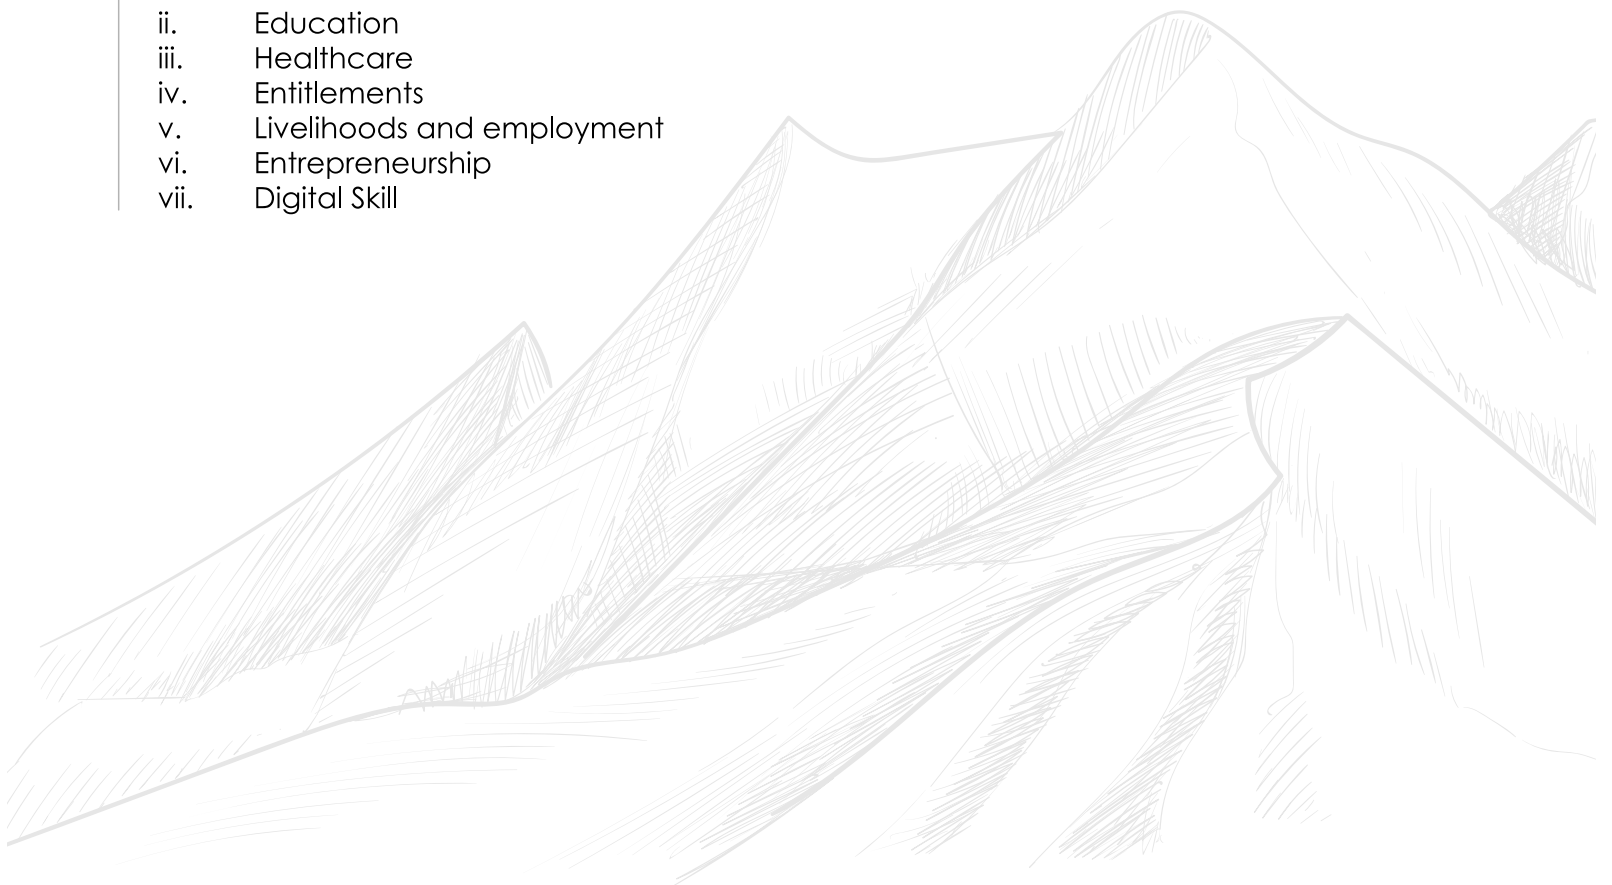 ii. Education
iii. Healthcare
iv. Entitlements
v. Livelihoods and employment
vi. Entrepreneurship
vii. Digital Skill